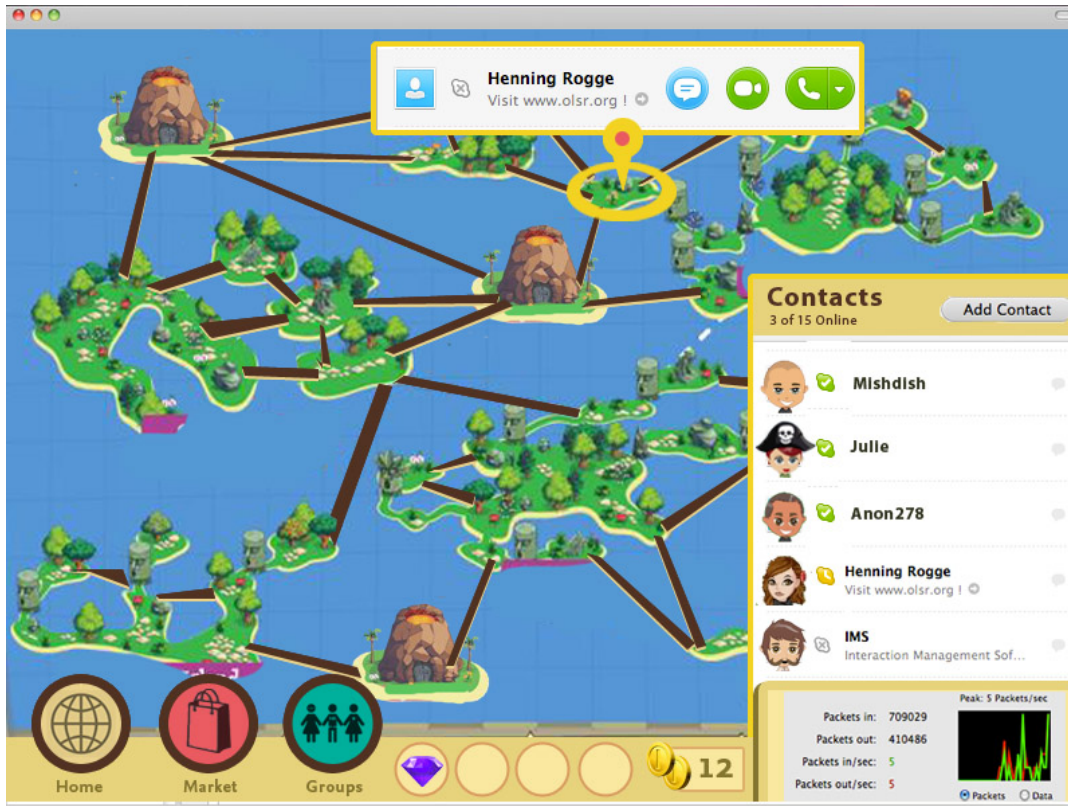 Henning Rogge
Visit www.olsr.org !
Contacts
3 of 15 Online
Add Contact
Mishdish
Julie
Anon278
Henning Rogge
Visit www.olsr.org !
IMS
Interaction Management Sof...
Peak: 5 Packets/sec
Packets in: 709029
Packets out: 410486
Packets in/sec: 5
Packets out/sec: 5
Packets Data
Home
Market
Groups
12